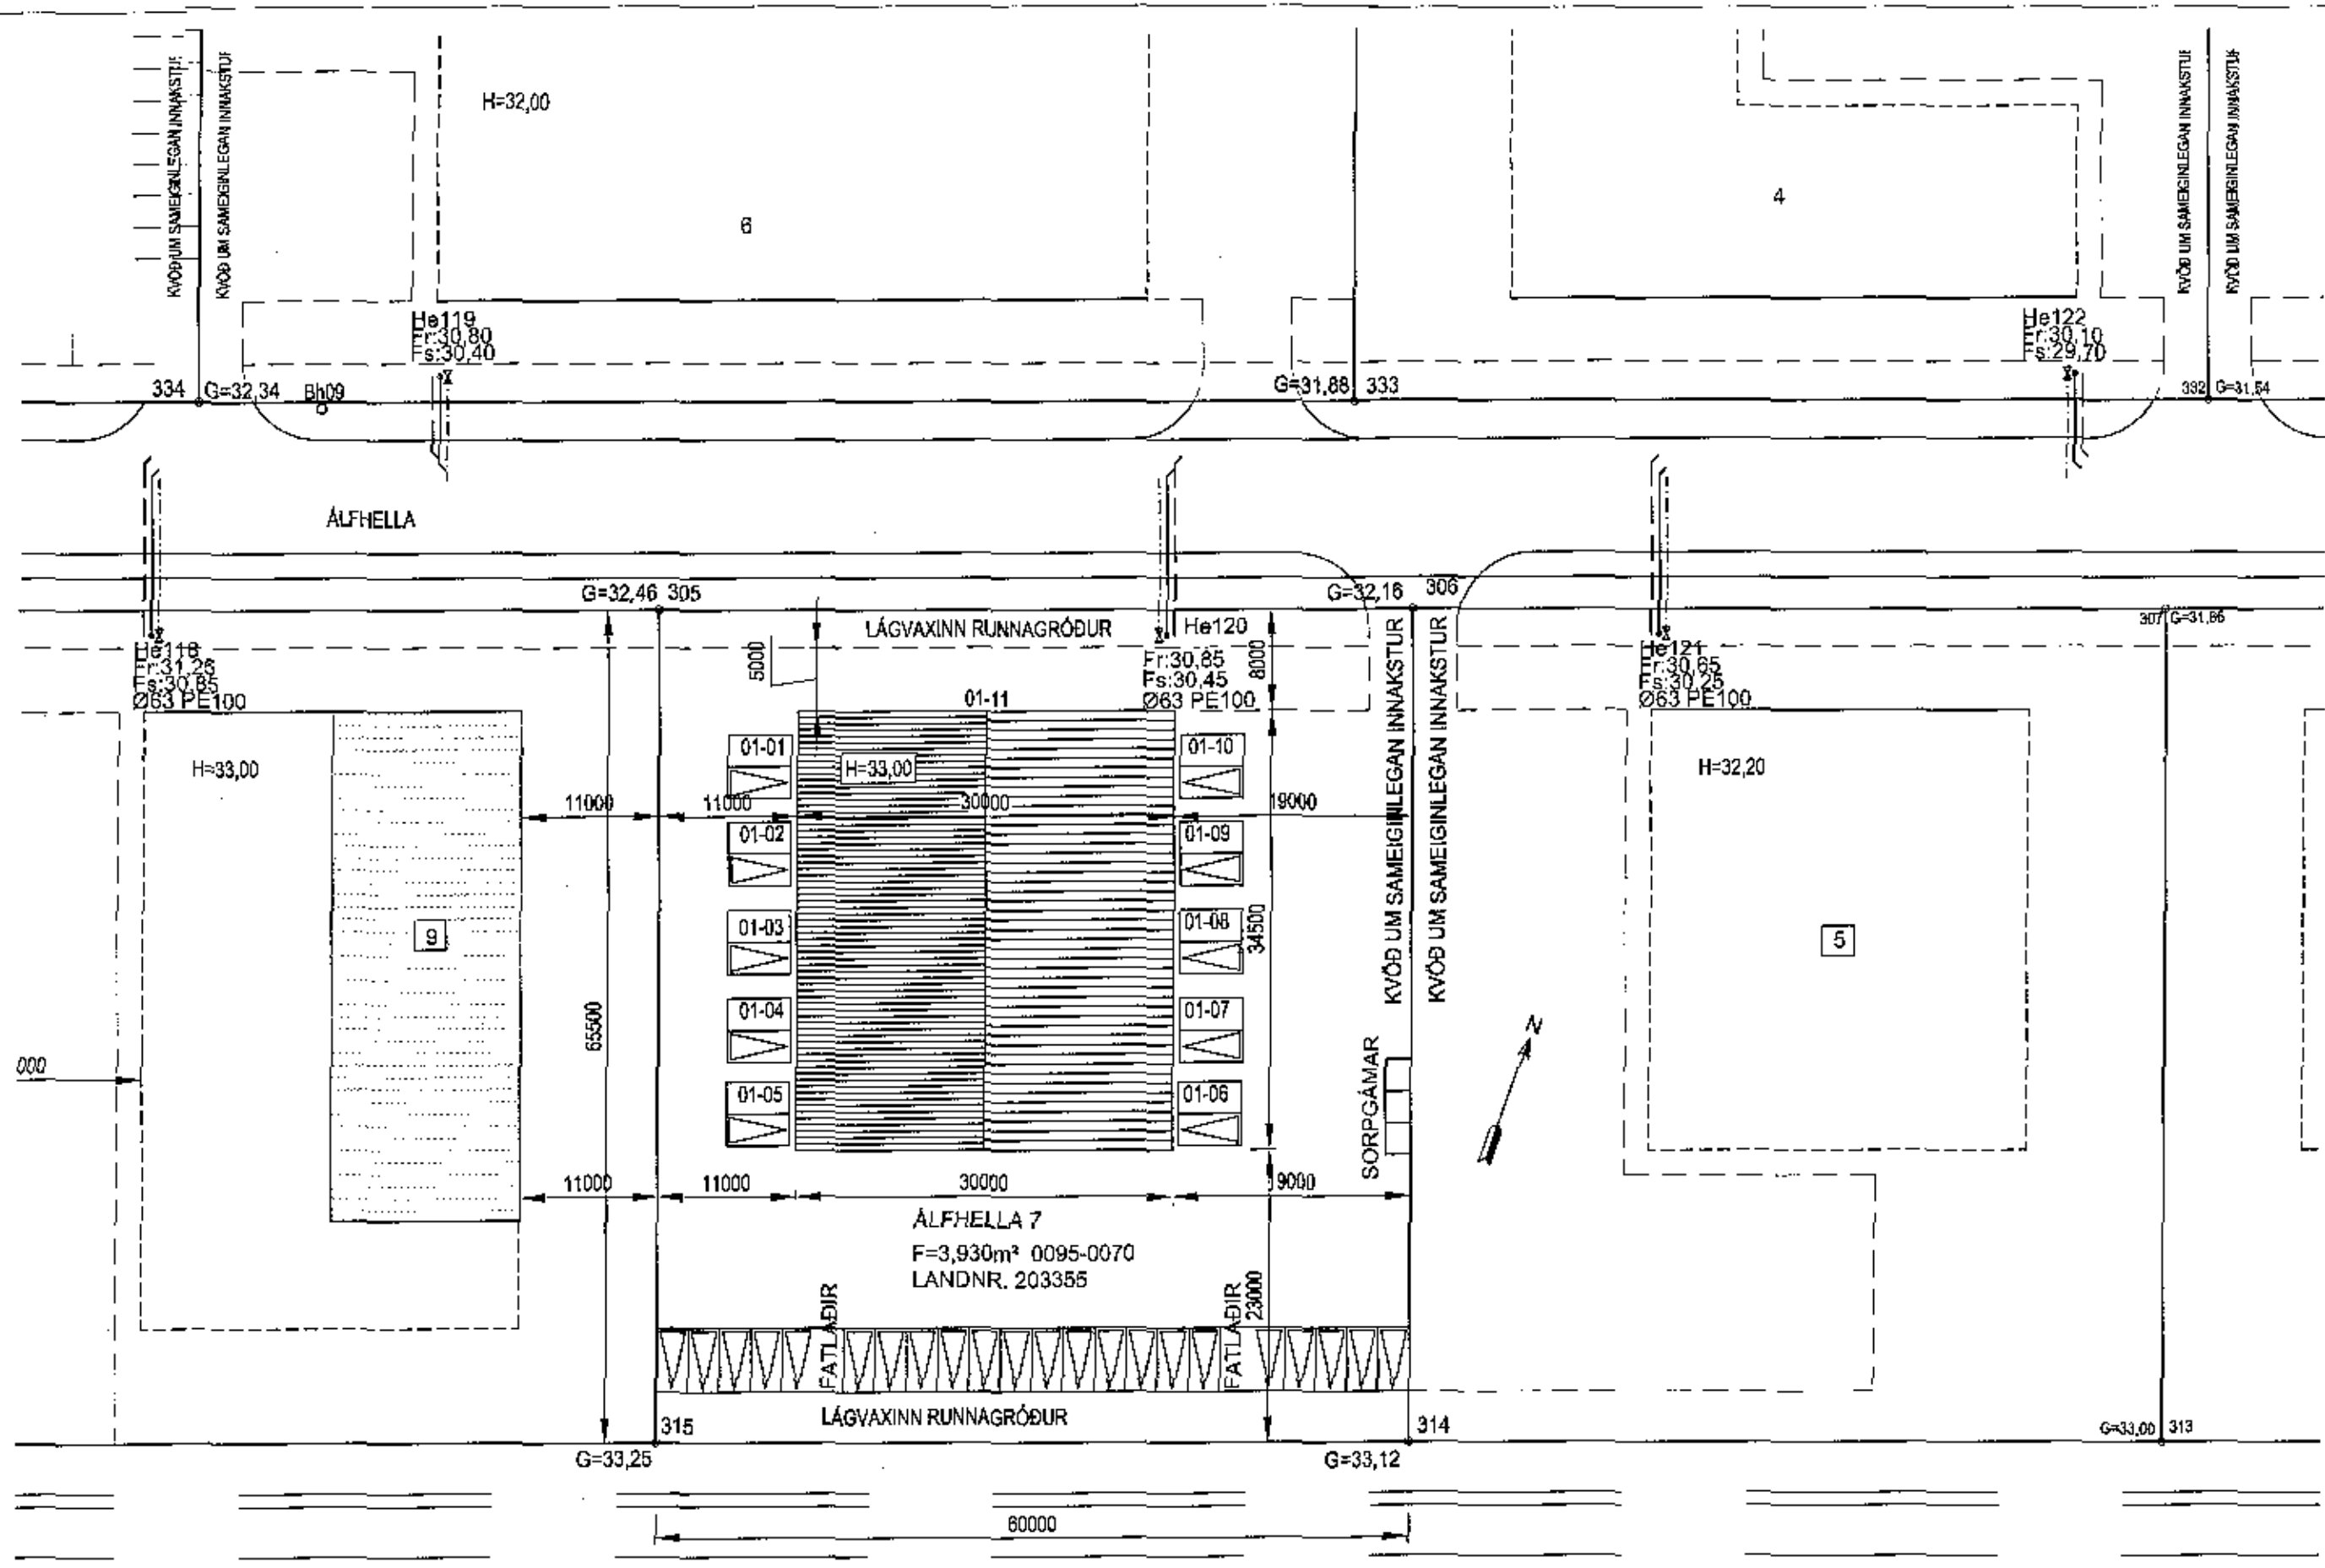 KVÖÐ UM SAMEIGINLEGAN INNAKSTUR
KVÖÐ UM SAMEIGINLEGAN INNAKSTUR
H=32,00
6
4
KVÖÐ UM SAMEIGINLEGAN INNAKSTUR
KVÖÐ UM SAMEIGINLEGAN INNAKSTUR
He119
Fr:30,80
Fs:30,40
He122
Fr:30,10
Fs:29,70
334
G=32,34
Bh09
G=31,88
333
332
G=31,54
ÁLFHELLA
G=32,46
305
G=32,16
306
307
G=31,86
LÁGVAXINN RUNNAGRÓÐUR
He118
Fr:31,26
Fs:30,85
Ø63 PE100
5000
He120
Fr:30,85
Fs:30,45
Ø63 PE100
8000
He121
Fr:30,65
Fs:30,25
Ø63 PE100
01-11
H=33,00
01-01
H=33,00
01-10
H=32,20
11000
11000
30000
19000
01-02
01-09
KVÖÐ UM SAMEIGINLEGAN INNAKSTUR
KVÖÐ UM SAMEIGINLEGAN INNAKSTUR
9
01-03
01-08
34500
5
65500
01-04
01-07
N
000
01-05
01-06
SORPGÁMAR
11000
11000
30000
9000
ÁLFHELLA 7
F=3,930m² 0095-0070
LANDNR. 203355
FATLAÐIR
FATLAÐIR
23000
LÁGVAXINN RUNNAGRÓÐUR
315
G=33,25
314
G=33,12
G=33,00
313
60000